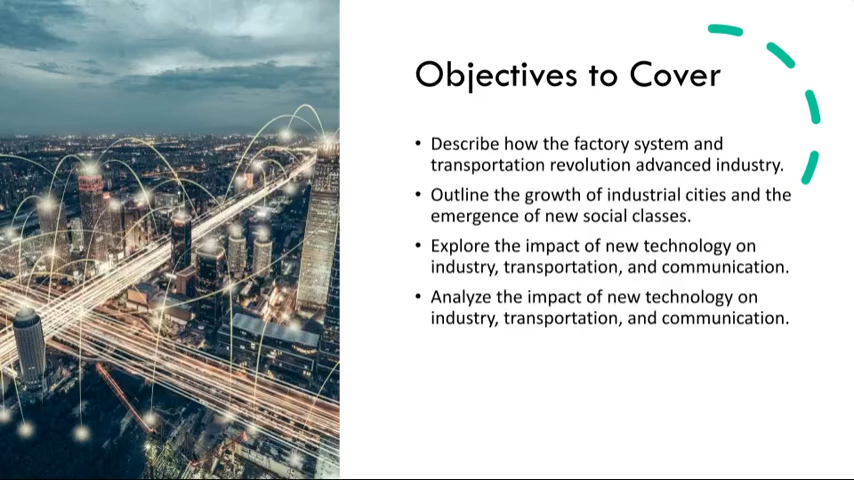 Objectives to Cover
• Describe how the factory system and
transportation revolution advanced industry.
• Outline the growth of industrial cities and the
emergence of new social classes.
• Explore the impact of new technology on
industry, transportation, and communication.
• Analyze the impact of new technology on
industry, transportation, and communication.